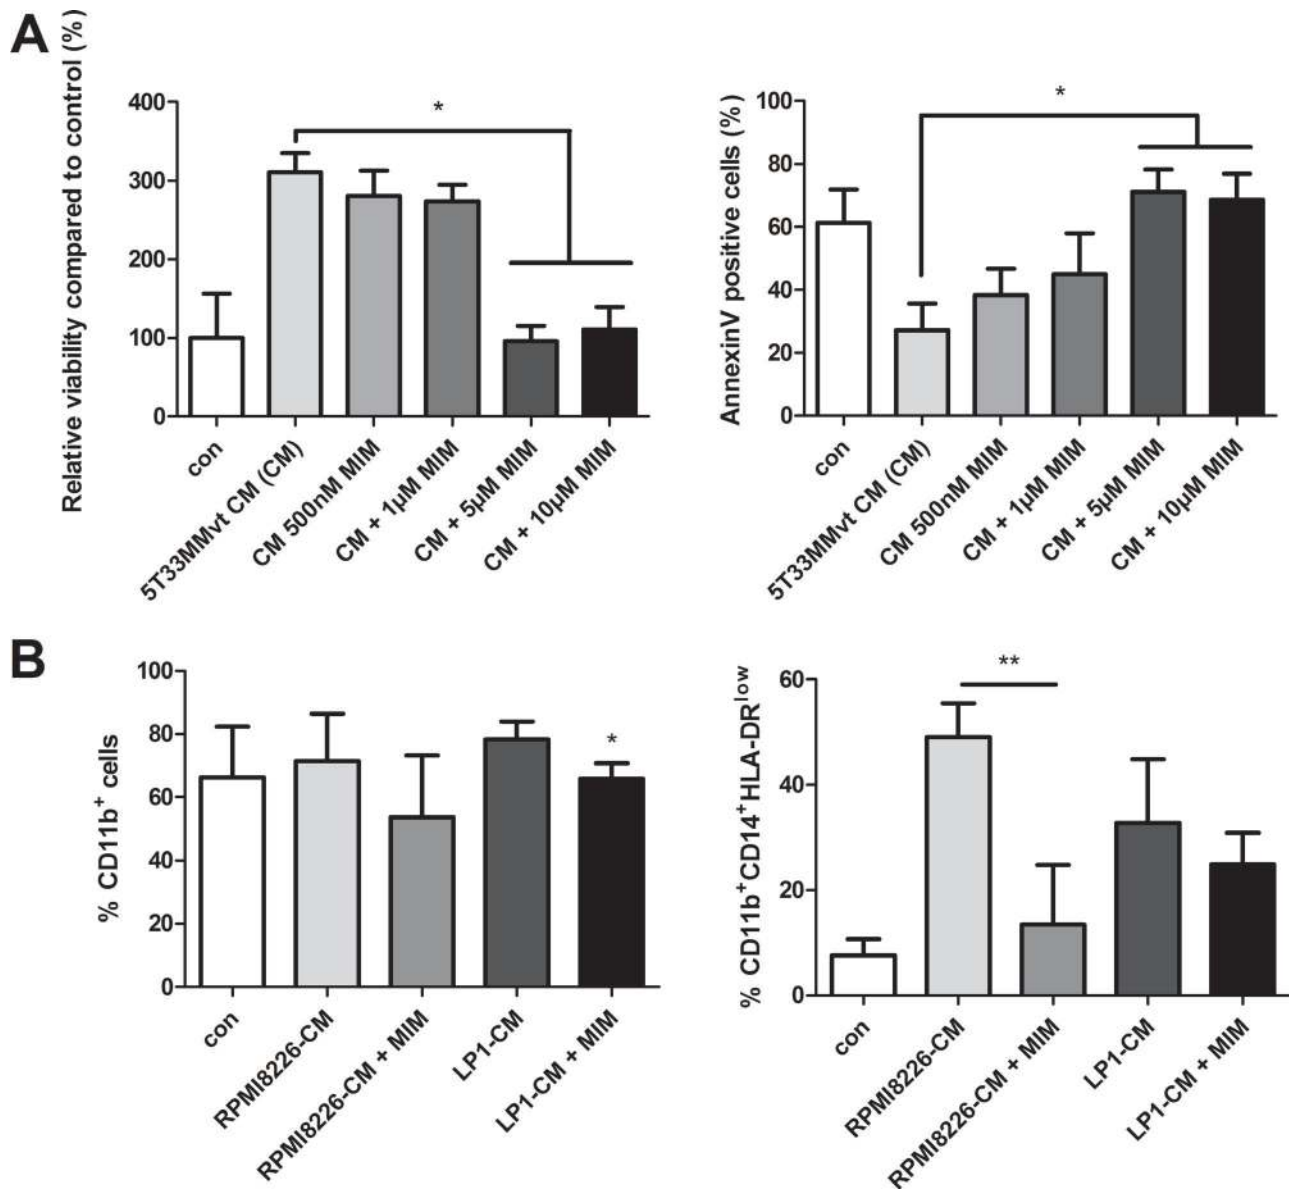 A
Relative viability compared to control (%)
400
300
200
100
0
*
con
5T33MMvt CM (CM)
CM 500nM MIM
CM + 1µM MIM
CM + 5µM MIM
CM + 10µM MIM
AnnexinV positive cells (%)
100
80
60
40
20
0
*
con
5T33MMvt CM (CM)
CM 500nM MIM
CM + 1µM MIM
CM + 5µM MIM
CM + 10µM MIM
B
% CD11b⁺ cells
100
80
60
40
20
0
*
con
RPMI8226-CM
RPMI8226-CM + MIM
LP1-CM
LP1-CM + MIM
% CD11b⁺CD14⁺HLA-DRˡᵒʷ
60
40
20
0
**
con
RPMI8226-CM
RPMI8226-CM + MIM
LP1-CM
LP1-CM + MIM